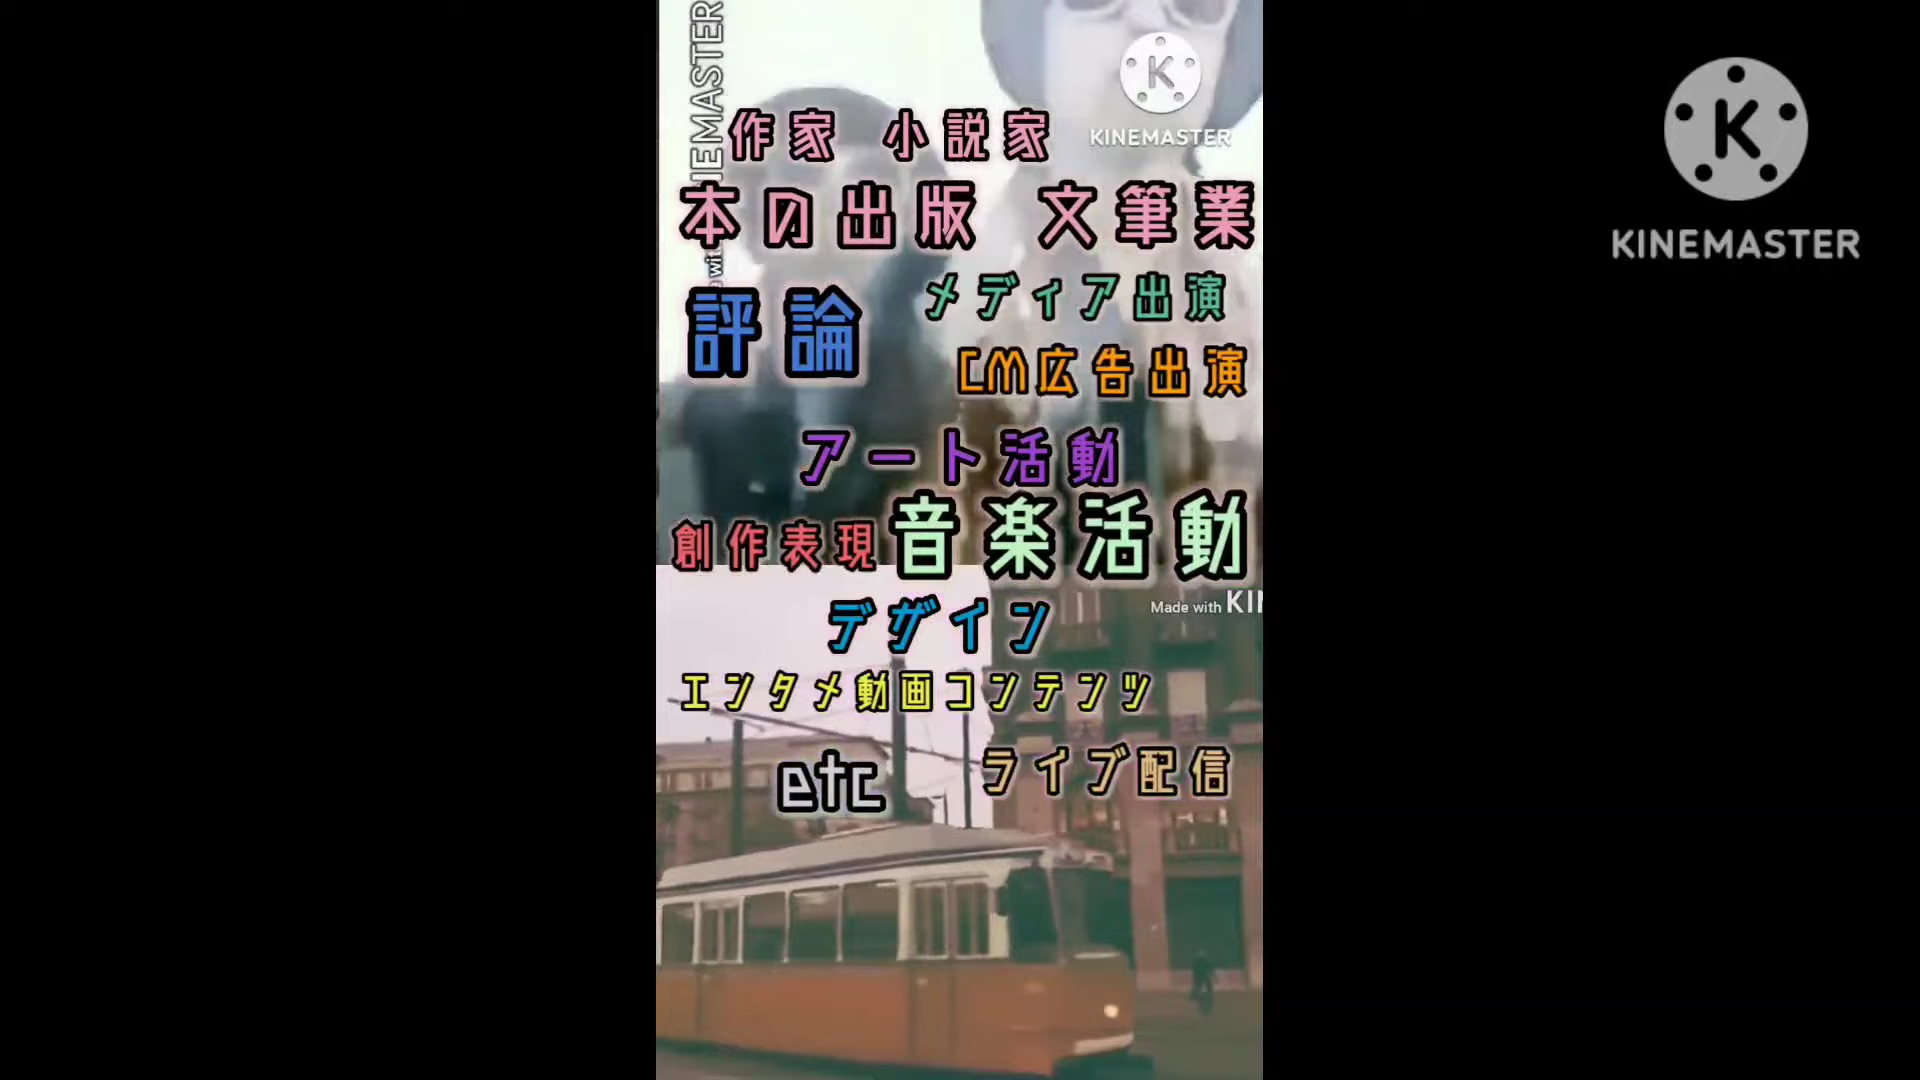 KINEMASTER
作家 小説家
KINEMASTER
本の出版 文筆業
KINEMASTER
メディア出演
評論
CM広告出演
アート活動
音楽活動
創作表現
Made with KI
デザイン
エンタメ動画コンテンツ
ライブ配信
etc